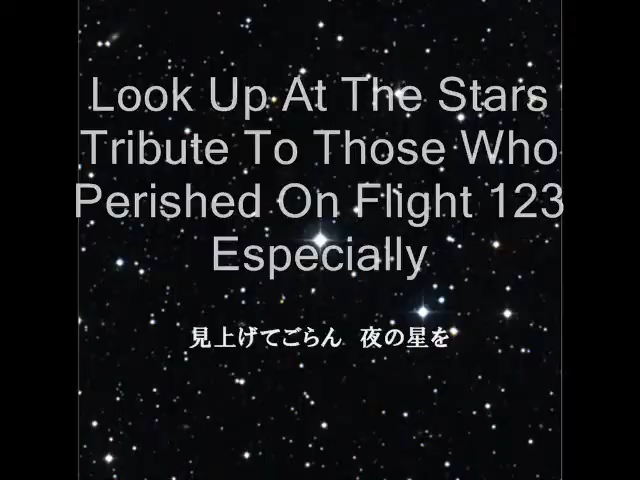 Look Up At The Stars
Tribute To Those Who
Perished On Flight 123
Especially
見上げてごらん　夜の星を